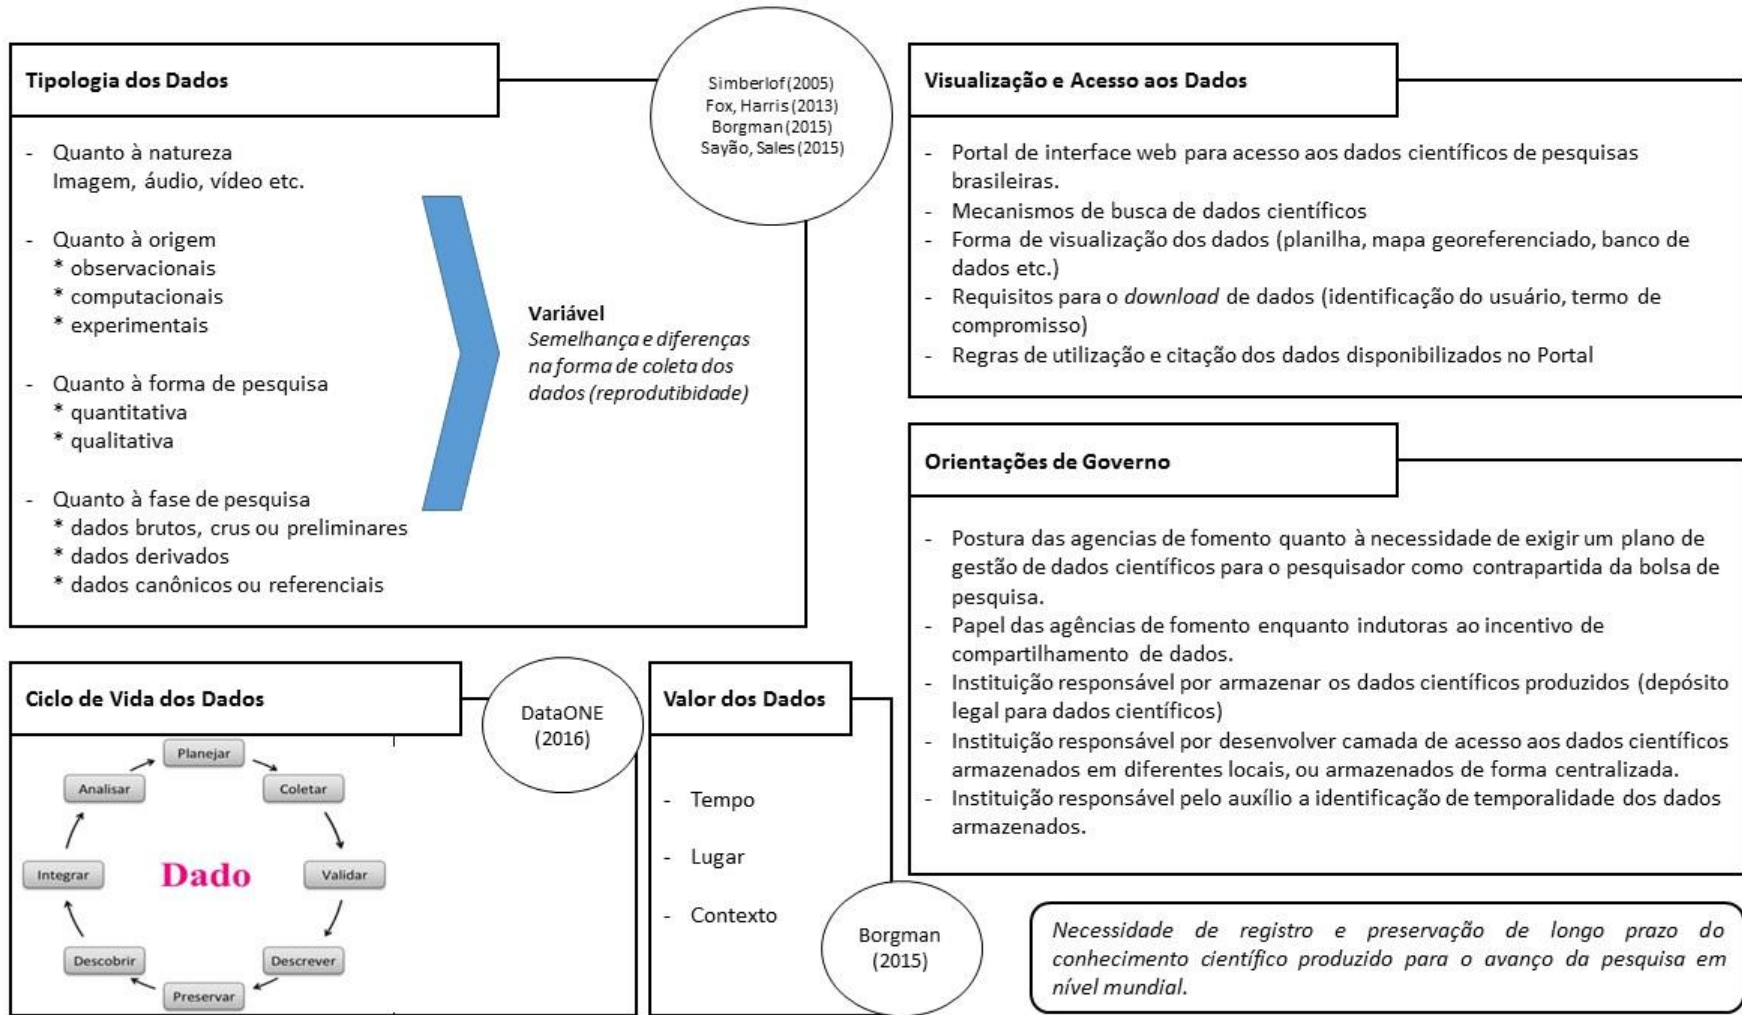 Tipologia dos Dados
Simberlof (2005)
Fox, Harris (2013)
Borgman (2015)
Sayão, Sales (2015)
- Quanto à natureza
Imagem, áudio, vídeo etc.
- Quanto à origem
* observacionais
* computacionais
* experimentais
- Quanto à forma de pesquisa
* quantitativa
* qualitativa
- Quanto à fase de pesquisa
* dados brutos, crus ou preliminares
* dados derivados
* dados canônicos ou referenciais
Variável
Semelhança e diferenças
na forma de coleta dos
dados (reprodutibidade)
Visualização e Acesso aos Dados
- Portal de interface web para acesso aos dados científicos de pesquisas
brasileiras.
- Mecanismos de busca de dados científicos
- Forma de visualização dos dados (planilha, mapa georeferenciado, banco de
dados etc.)
- Requisitos para o download de dados (identificação do usuário, termo de
compromisso)
- Regras de utilização e citação dos dados disponibilizados no Portal
Orientações de Governo
- Postura das agencias de fomento quanto à necessidade de exigir um plano de
gestão de dados científicos para o pesquisador como contrapartida da bolsa de
pesquisa.
- Papel das agências de fomento enquanto indutoras ao incentivo de
compartilhamento de dados.
- Instituição responsável por armazenar os dados científicos produzidos (depósito
legal para dados científicos)
- Instituição responsável por desenvolver camada de acesso aos dados científicos
armazenados em diferentes locais, ou armazenados de forma centralizada.
- Instituição responsável pelo auxílio a identificação de temporalidade dos dados
armazenados.
Ciclo de Vida dos Dados
DataONE
(2016)
Planejar
Coletar
Validar
Descrever
Preservar
Descobrir
Integrar
Analisar
Dado
Valor dos Dados
- Tempo
- Lugar
- Contexto
Borgman
(2015)
Necessidade de registro e preservação de longo prazo do
conhecimento científico produzido para o avanço da pesquisa em
nível mundial.